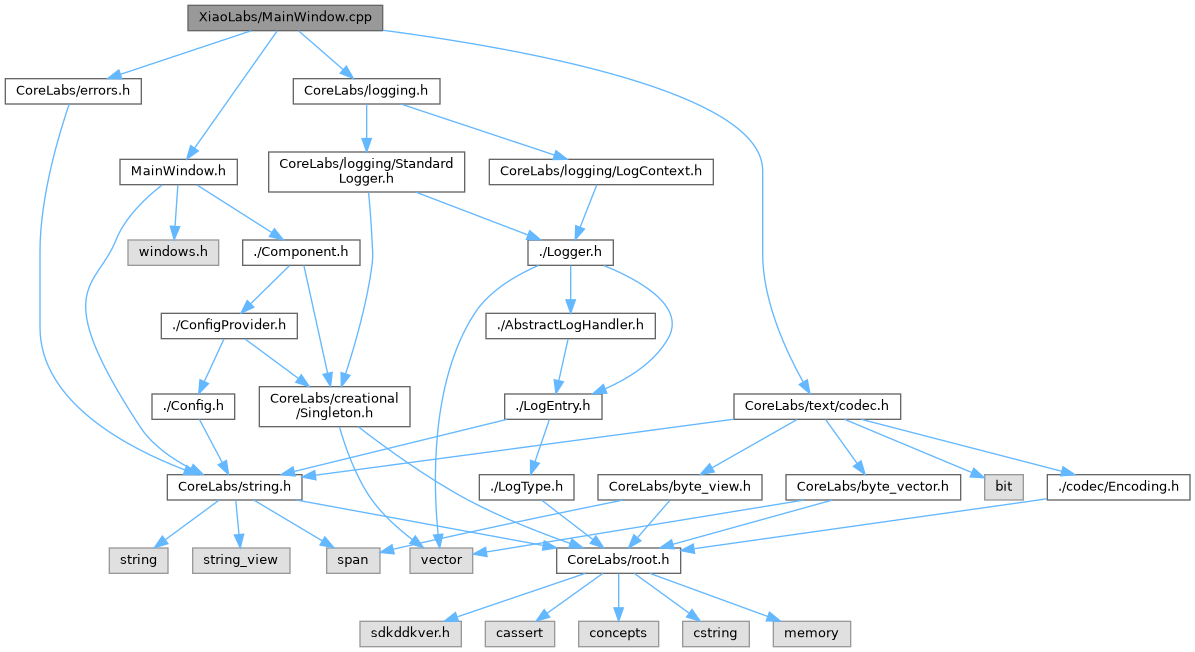 XiaoLabs/MainWindow.cpp
CoreLabs/errors.h
CoreLabs/logging.h
MainWindow.h
CoreLabs/logging/Standard
Logger.h
CoreLabs/logging/LogContext.h
windows.h
./Component.h
./Logger.h
./ConfigProvider.h
./AbstractLogHandler.h
./Config.h
CoreLabs/creational
/Singleton.h
./LogEntry.h
CoreLabs/text/codec.h
CoreLabs/string.h
./LogType.h
CoreLabs/byte_view.h
CoreLabs/byte_vector.h
bit
./codec/Encoding.h
string
string_view
span
vector
CoreLabs/root.h
sdkddkver.h
cassert
concepts
cstring
memory